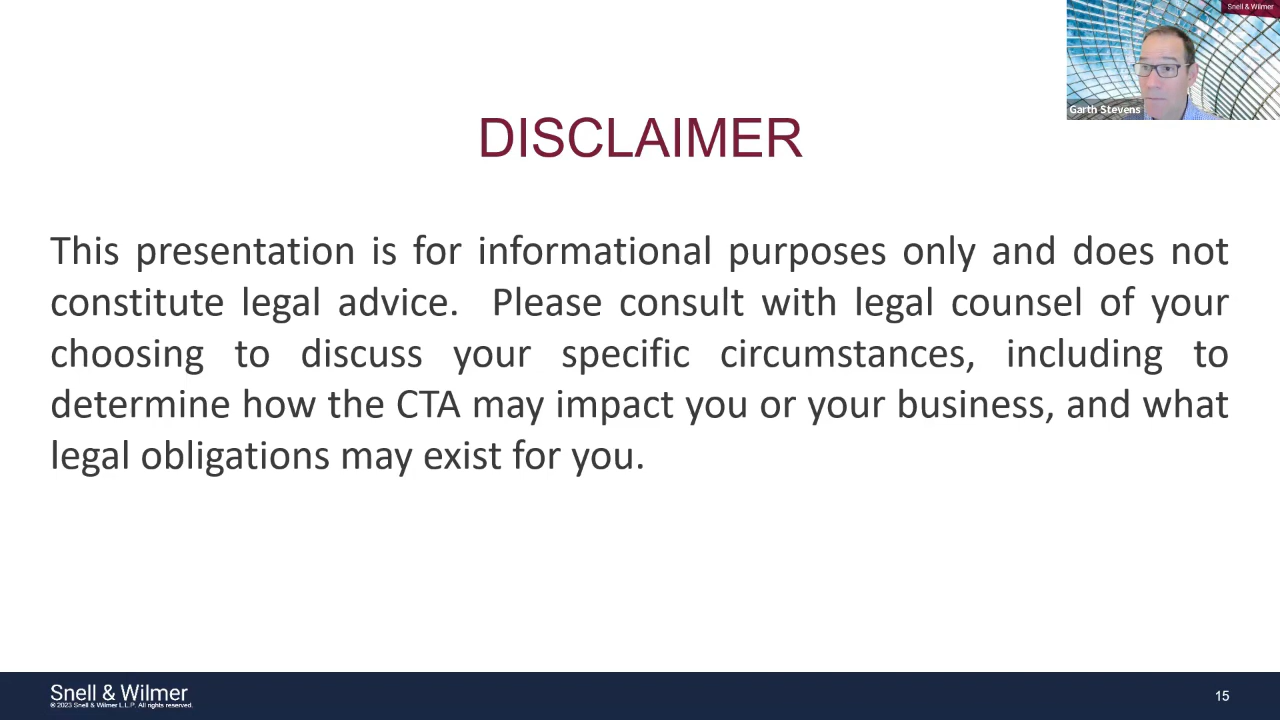 Snell & Wilmer
Garth Stevens
DISCLAIMER
This presentation is for informational purposes only and does not
constitute legal advice.  Please consult with legal counsel of your
choosing to discuss your specific circumstances, including to
determine how the CTA may impact you or your business, and what
legal obligations may exist for you.
Snell & Wilmer
© 2023 Snell & Wilmer L.L.P. All rights reserved.
15